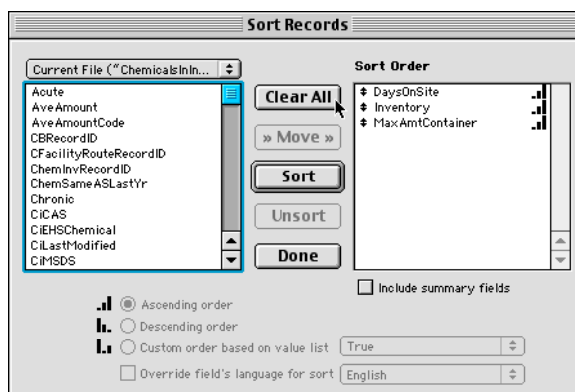 Sort Records
Current File ("ChemicalsInIn...
Sort Order
Acute
AveAmount
AveAmountCode
CBRecordID
CFacilityRouteRecordID
ChemInvRecordID
ChemSameASLastYr
Chronic
CiCAS
CiEHSChemical
CiLastModified
CiMSDS
Clear All
» Move »
Sort
Unsort
Done
DaysOnSite
Inventory
MaxAmtContainer
Include summary fields
Ascending order
Descending order
Custom order based on value list
True
Override field's language for sort
English